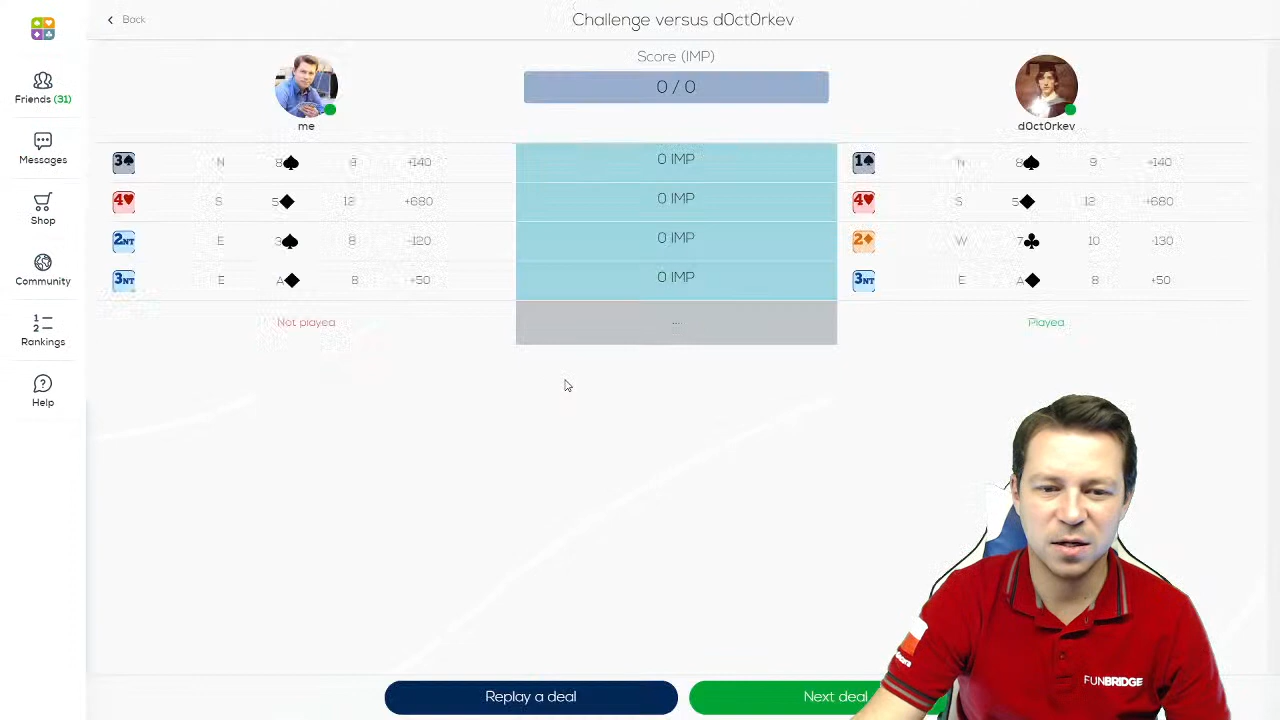 Back
Challenge versus d0ct0rkev
Score (IMP)
0 / 0
me
d0ct0rkev
Friends (31)
Messages
Shop
Community
Rankings
Help
3♠ N 8♠ 9 +140 0 IMP 1♠ N 8♠ 9 +140
4♥ S 5♦ 12 +680 0 IMP 4♥ S 5♦ 12 +680
2NT E 3♠ 8 -120 0 IMP 2♦ W 7♣ 10 -130
3NT E A♦ 8 +50 0 IMP 3NT E A♦ 8 +50
Not played ... Played
Replay a deal
Next deal
FUNBRIDGE